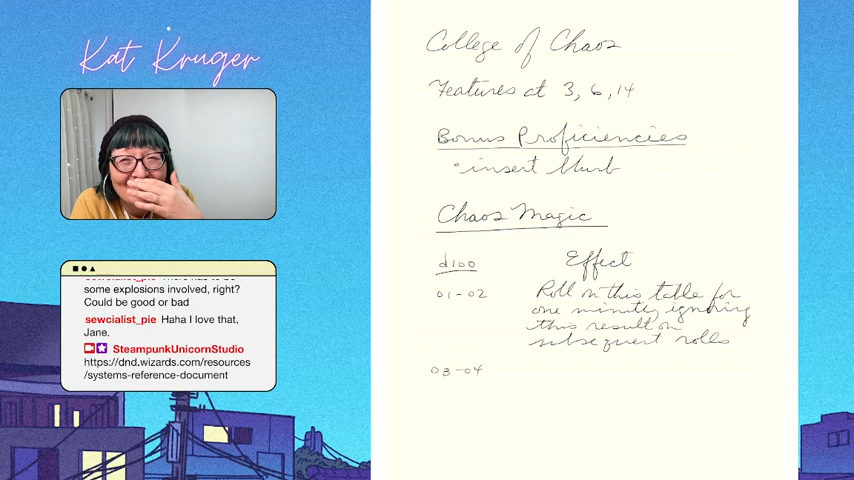 Kat Kruger
some explosions involved, right?
Could be good or bad
sewcialist_pie Haha I love that,
Jane.
SteampunkUnicornStudio
https://dnd.wizards.com/resources
/systems-reference-document
College of Chaos
Features at 3, 6, 14
Bonus Proficiencies
•insert blurb
Chaos Magic
d100 Effect
01-02 Roll on this table for
one minute, ignoring
this result on
subsequent rolls
03-04